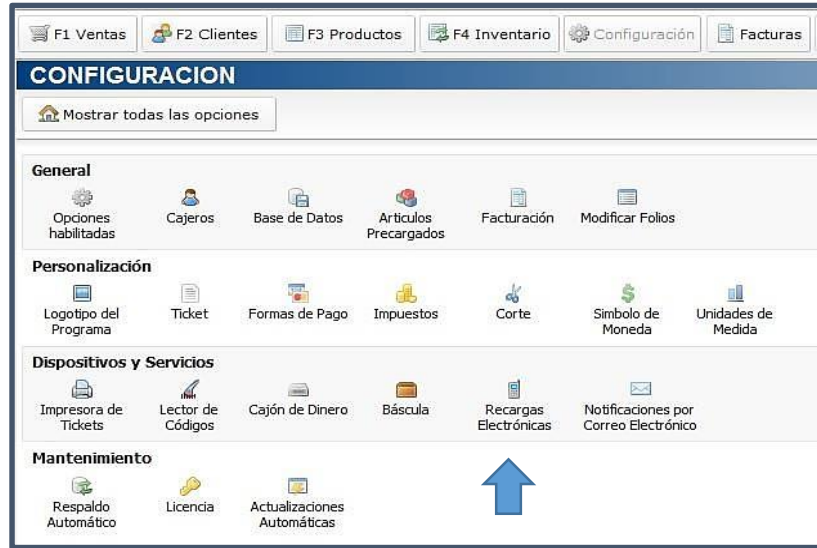 F1 Ventas F2 Clientes F3 Productos F4 Inventario Configuración Facturas
CONFIGURACION
Mostrar todas las opciones
General
Opciones habilitadas
Cajeros
Base de Datos
Articulos Precargados
Facturación
Modificar Folios
Personalización
Logotipo del Programa
Ticket
Formas de Pago
Impuestos
Corte
Simbolo de Moneda
Unidades de Medida
Dispositivos y Servicios
Impresora de Tickets
Lector de Códigos
Cajón de Dinero
Báscula
Recargas Electrónicas
Notificaciones por Correo Electrónico
Mantenimiento
Respaldo Automático
Licencia
Actualizaciones Automáticas